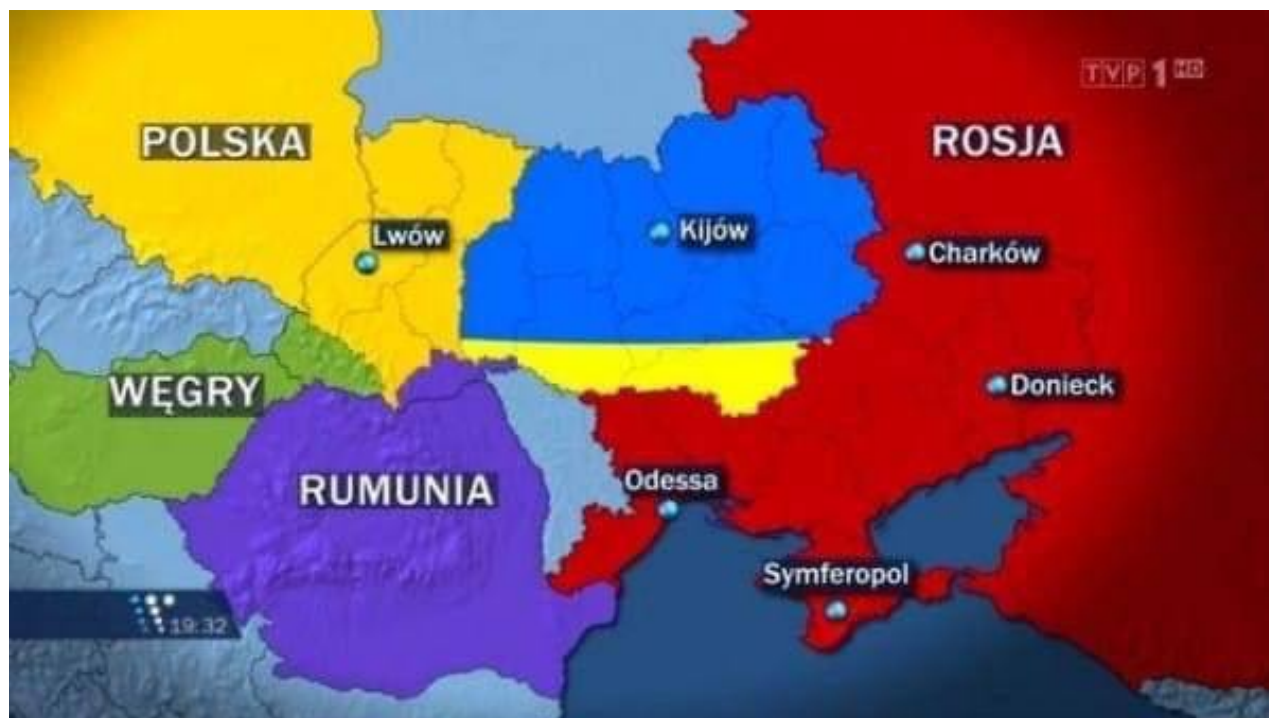 TVP 1 HD
POLSKA
ROSJA
Lwów
Kijów
Charków
WĘGRY
Donieck
RUMUNIA
Odessa
Symferopol
19:32